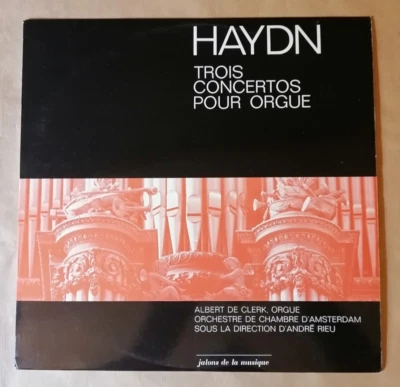 HAYDN
TROIS
CONCERTOS
POUR ORGUE
ALBERT DE CLERK, ORGUE
ORCHESTRE DE CHAMBRE D'AMSTERDAM
SOUS LA DIRECTION D'ANDRÉ RIEU
jalons de la musique